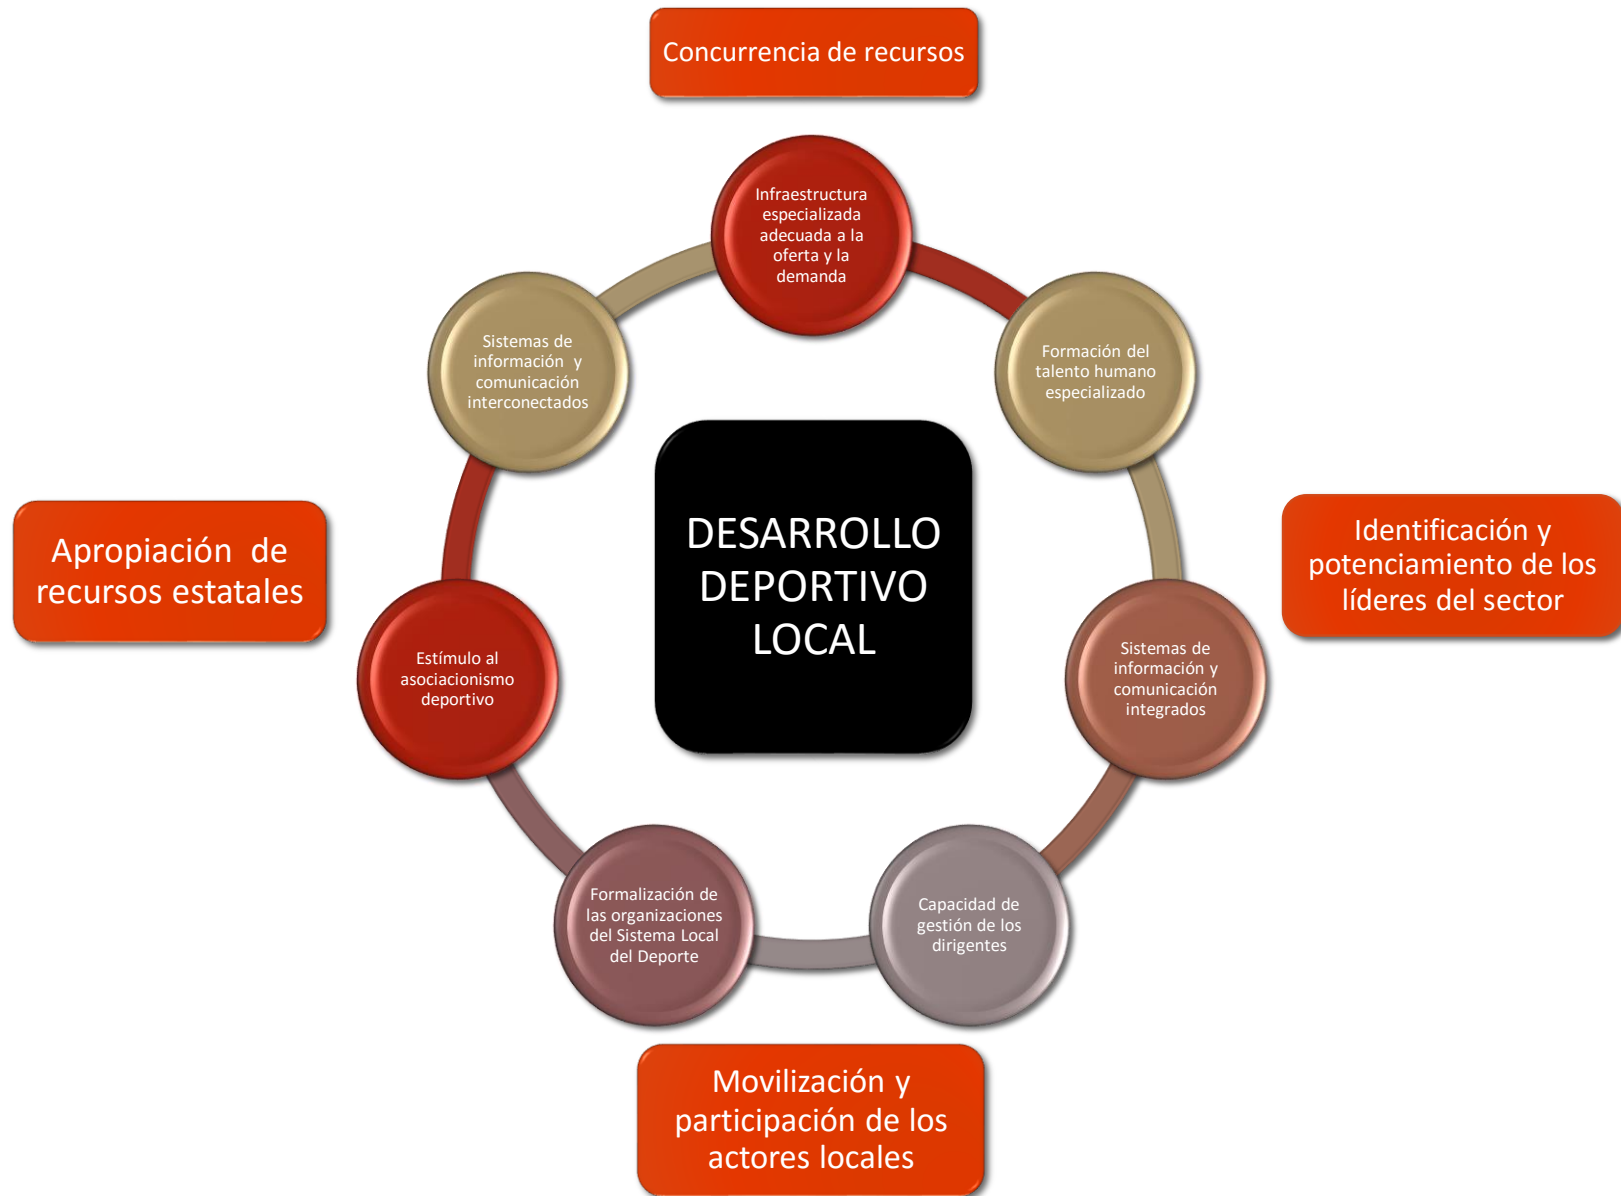 Concurrencia de recursos
Infraestructura
especializada
adecuada a la
oferta y la
demanda
Formación del
talento humano
especializado
Sistemas de
información y
comunicación
interconectados
DESARROLLO
DEPORTIVO
LOCAL
Apropiación de
recursos estatales
Identificación y
potenciamiento de los
líderes del sector
Estímulo al
asociacionismo
deportivo
Sistemas de
información y
comunicación
integrados
Formalización de
las organizaciones
del Sistema Local
del Deporte
Capacidad de
gestión de los
dirigentes
Movilización y
participación de los
actores locales